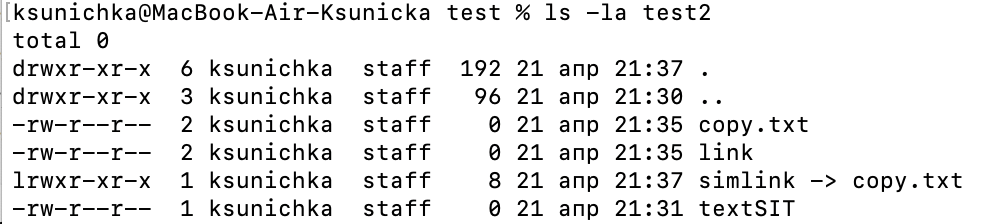 [ksunichka@MacBook-Air-Ksunicka test % ls -la test2
total 0
drwxr-xr-x  6 ksunichka  staff  192 21 апр 21:37 .
drwxr-xr-x  3 ksunichka  staff   96 21 апр 21:30 ..
-rw-r--r--  2 ksunichka  staff    0 21 апр 21:35 copy.txt
-rw-r--r--  2 ksunichka  staff    0 21 апр 21:35 link
lrwxr-xr-x  1 ksunichka  staff    8 21 апр 21:37 simlink -> copy.txt
-rw-r--r--  1 ksunichka  staff    0 21 апр 21:31 textSIT